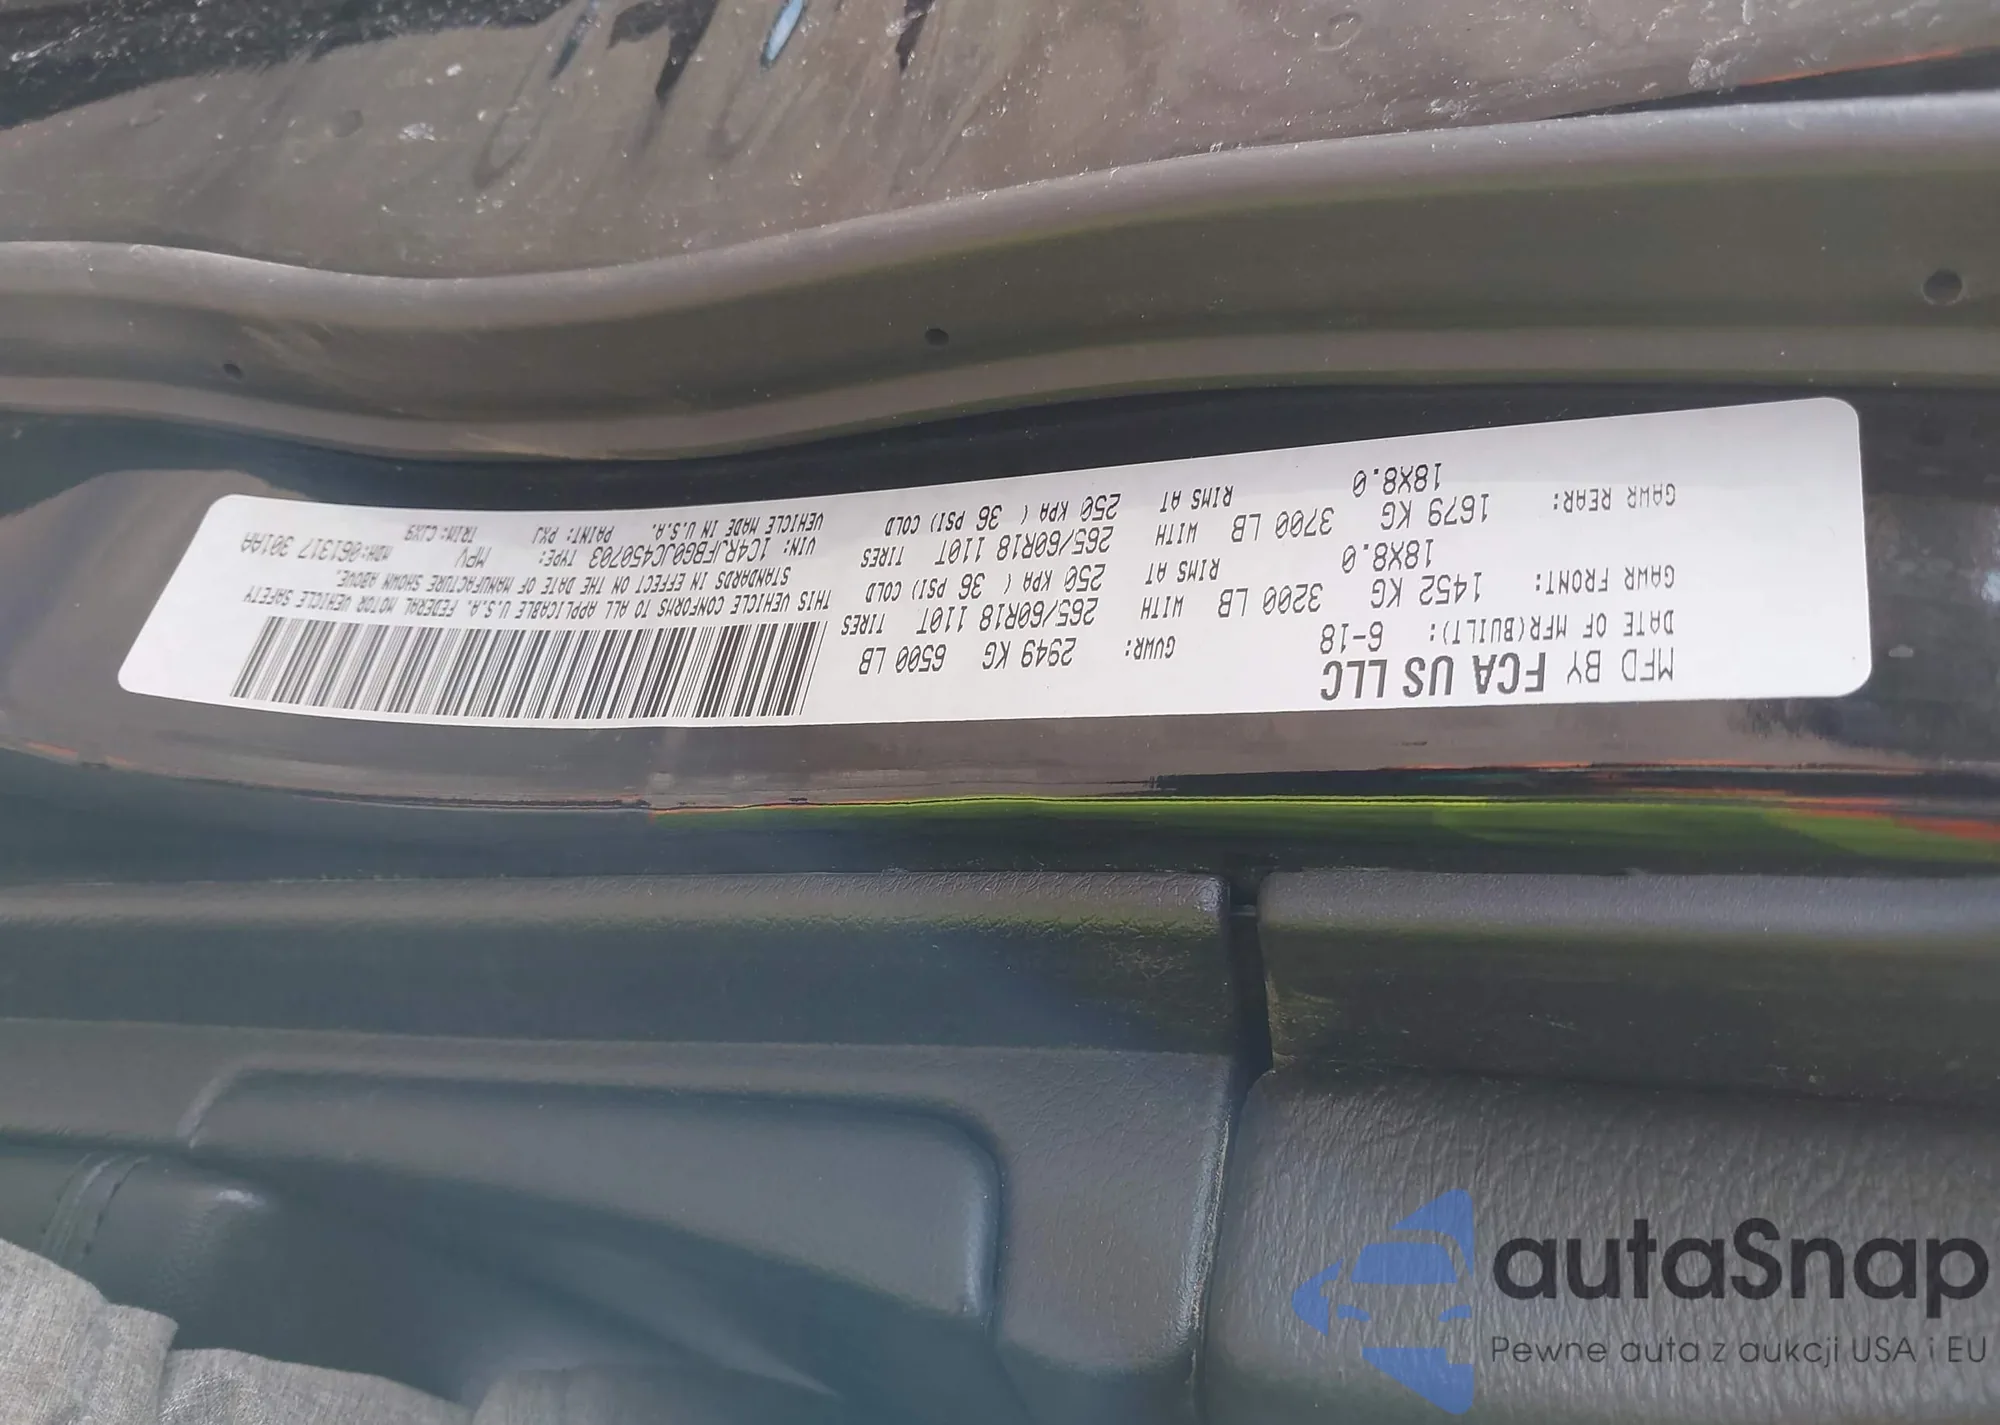 MFD BY FCA US LLC
DATE OF MFR(BUILT): 6-18 GVWR: 2949 KG 6500 LB
GAWR FRONT: 1452 KG 3200 LB WITH 265/60R18 110T TIRES
18X8.0 RIMS AT 250 KPA ( 36 PSI) COLD
GAWR REAR: 1679 KG 3700 LB WITH 265/60R18 110T TIRES
18X8.0 RIMS AT 250 KPA ( 36 PSI) COLD
THIS VEHICLE CONFORMS TO ALL APPLICABLE U.S.A. FEDERAL MOTOR VEHICLE SAFETY
STANDARDS IN EFFECT ON THE DATE OF MANUFACTURE SHOWN ABOVE.
VIN: 1C4RJFBG0JC450703 TYPE: MPV MDH:061317 301AA
VEHICLE MADE IN U.S.A. PAINT: PXJ TRIM: CJX9
autaSnap
Pewne auta z aukcji USA i EU